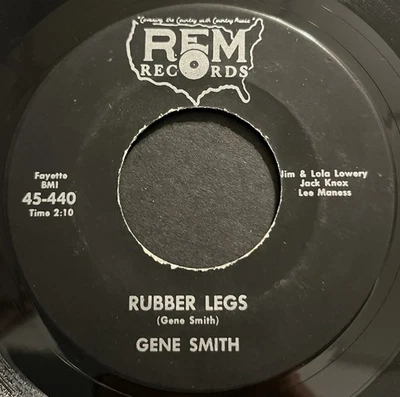 "Covering the Country with Country Music"
REM
RECORDS
Fayette
BMI
45-440
Time 2:10
Jim & Lola Lowery
Jack Knox
Lee Maness
RUBBER LEGS
(Gene Smith)
GENE SMITH